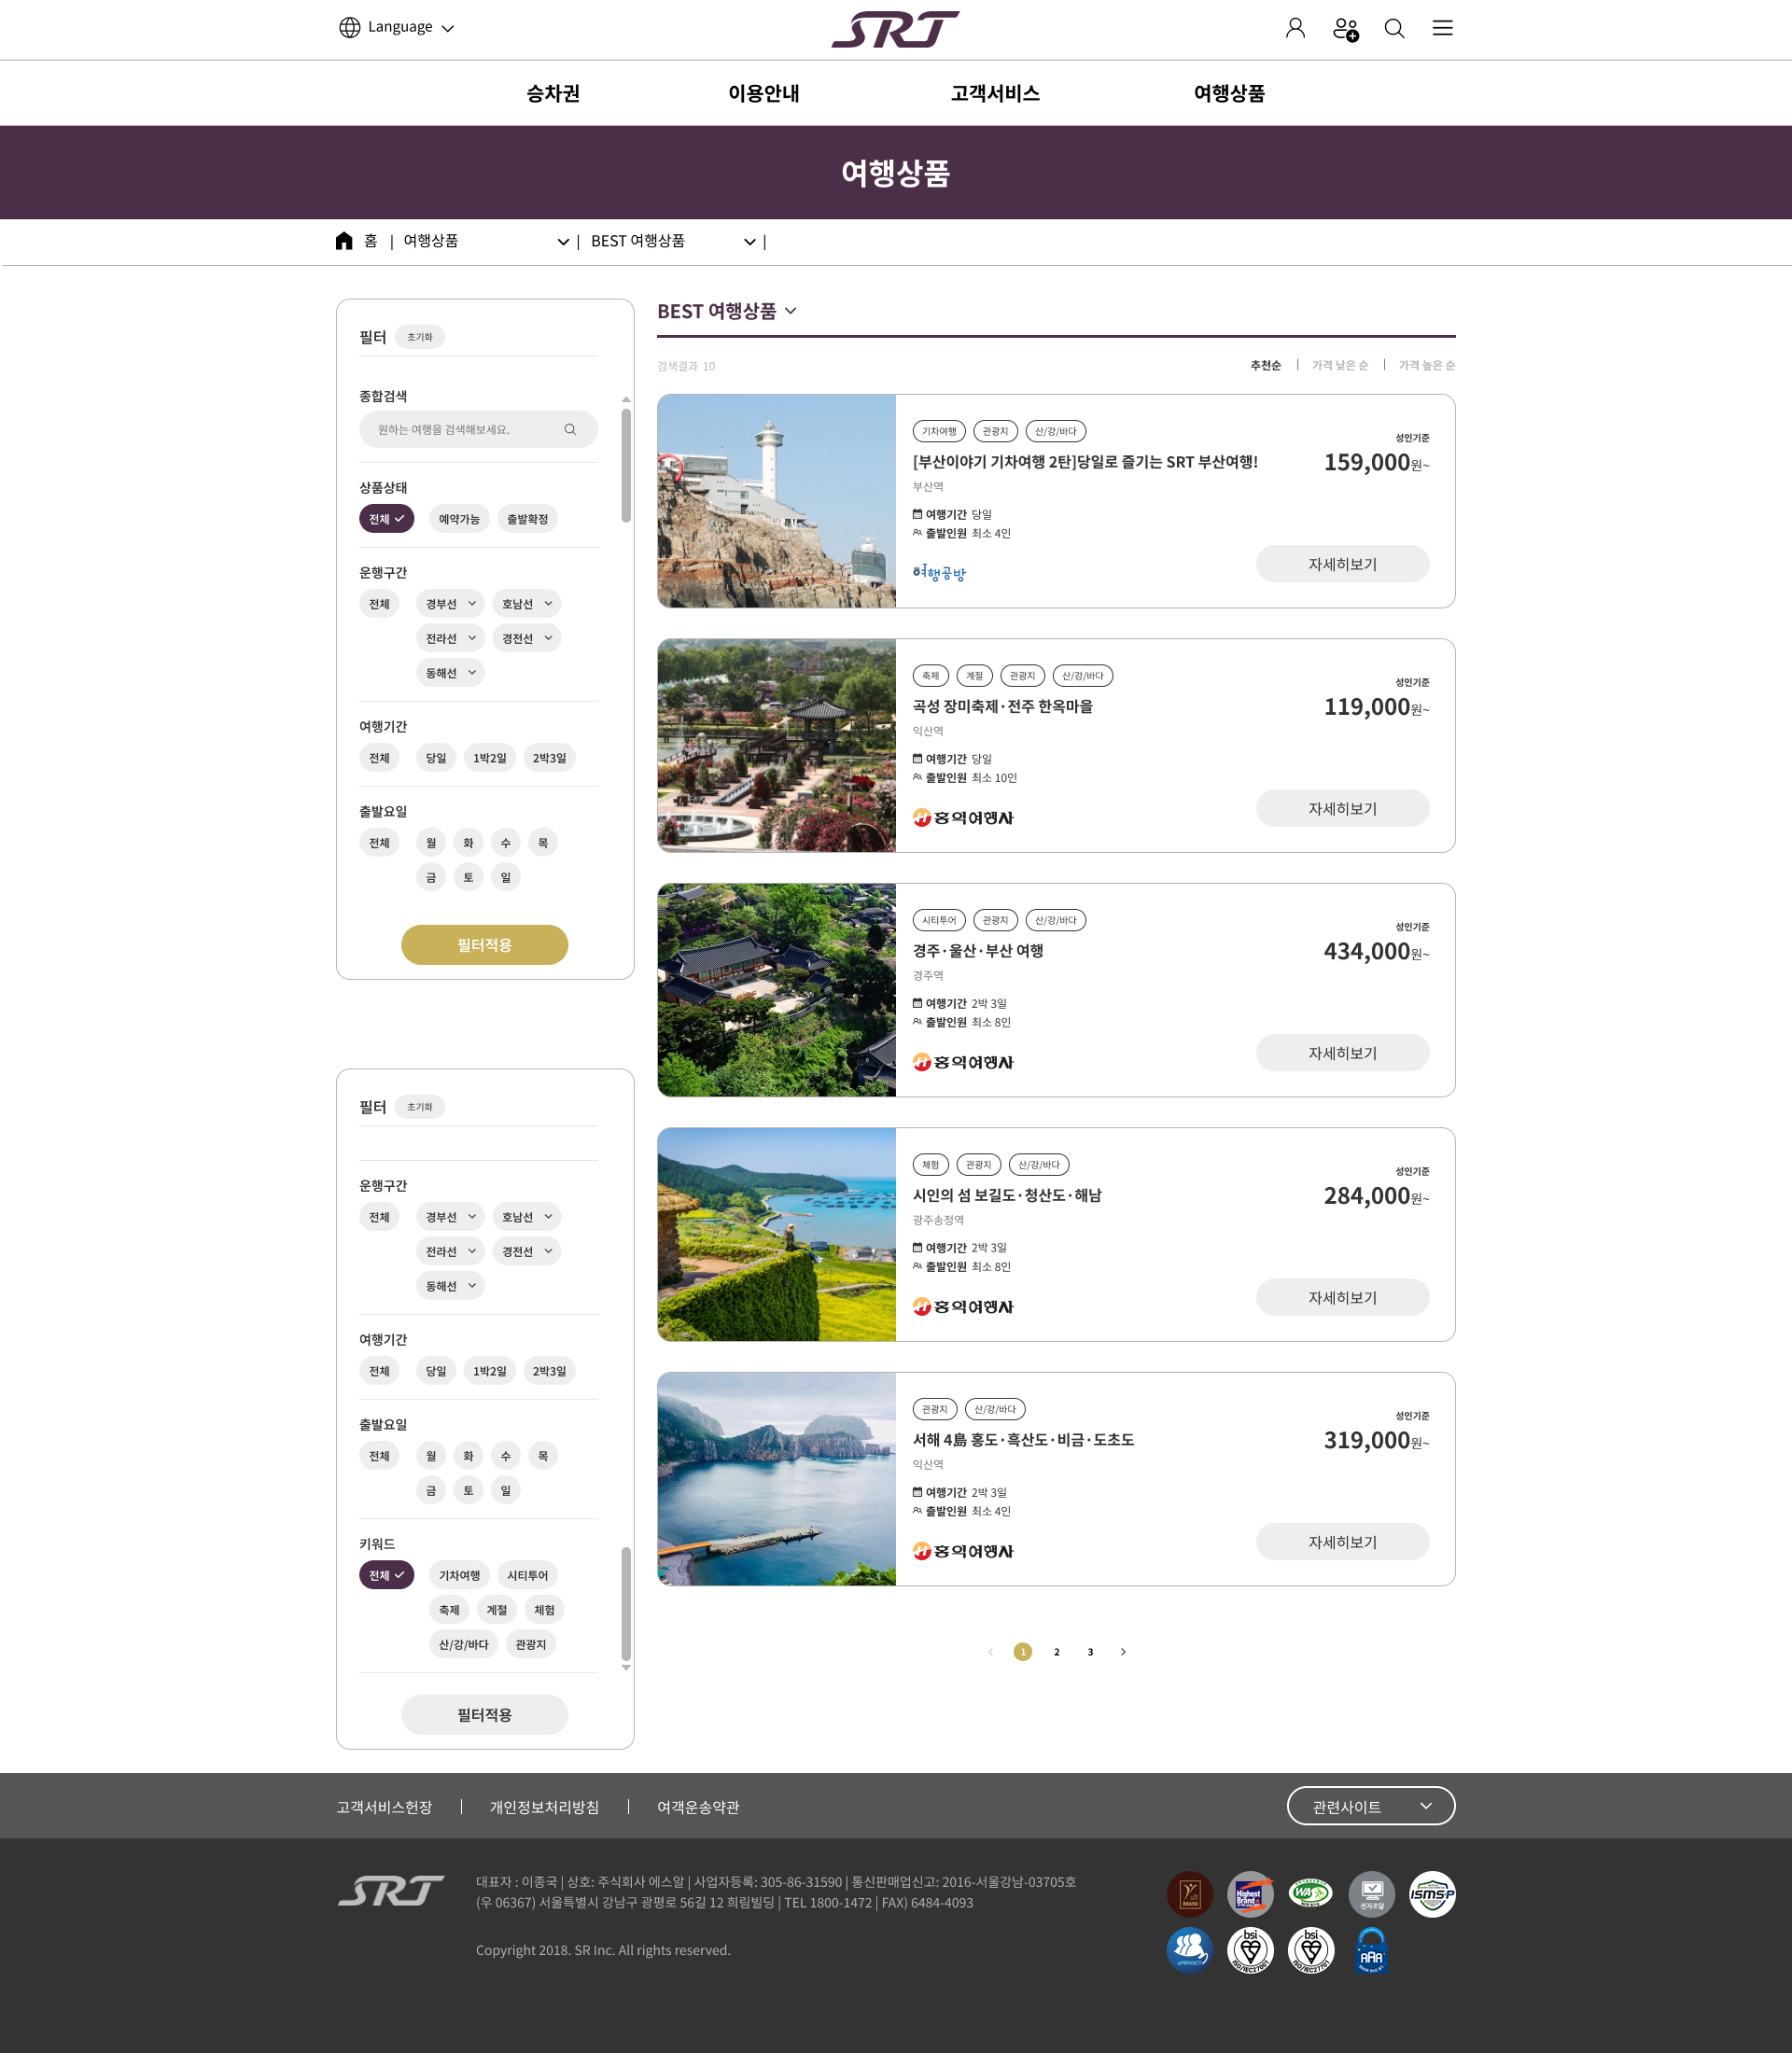 Language
SRT
승차권
이용안내
고객서비스
여행상품
여행상품
홈 | 여행상품 | BEST 여행상품 |
필터 초기화
종합검색
원하는 여행을 검색해보세요.
상품상태
전체 예약가능 출발확정
운행구간
전체 경부선 호남선
전라선 경전선
동해선
여행기간
전체 당일 1박2일 2박3일
출발요일
전체 월 화 수 목
금 토 일
필터적용
필터 초기화
운행구간
전체 경부선 호남선
전라선 경전선
동해선
여행기간
전체 당일 1박2일 2박3일
출발요일
전체 월 화 수 목
금 토 일
키워드
전체 기차여행 시티투어
축제 계절 체험
산/강/바다 관광지
필터적용
BEST 여행상품
검색결과 10
추천순 | 가격 낮은 순 | 가격 높은 순
기차여행 관광지 산/강/바다
성인기준
[부산이야기 기차여행 2탄]당일로 즐기는 SRT 부산여행!
159,000원~
부산역
여행기간 당일
출발인원 최소 4인
여행공방
자세히보기
축제 계절 관광지 산/강/바다
성인기준
곡성 장미축제·전주 한옥마을
119,000원~
익산역
여행기간 당일
출발인원 최소 10인
홍익여행사
자세히보기
시티투어 관광지 산/강/바다
성인기준
경주·울산·부산 여행
434,000원~
경주역
여행기간 2박 3일
출발인원 최소 8인
홍익여행사
자세히보기
체험 관광지 산/강/바다
성인기준
시인의 섬 보길도·청산도·해남
284,000원~
광주송정역
여행기간 2박 3일
출발인원 최소 8인
홍익여행사
자세히보기
관광지 산/강/바다
성인기준
서해 4島 홍도·흑산도·비금·도초도
319,000원~
익산역
여행기간 2박 3일
출발인원 최소 4인
홍익여행사
자세히보기
1 2 3
고객서비스헌장 | 개인정보처리방침 | 여객운송약관
관련사이트
SRT
대표자 : 이종국 | 상호: 주식회사 에스알 | 사업자등록: 305-86-31590 | 통신판매업신고: 2016-서울강남-03705호
(우 06367) 서울특별시 강남구 광평로 56길 12 희림빌딩 | TEL 1800-1472 | FAX) 6484-4093
Copyright 2018. SR Inc. All rights reserved.
BRAND
Highest Brand
WA
전자조달
ISMS-P
ePRIVACY
bsi ISO/IEC27001
bsi ISO/IEC27701